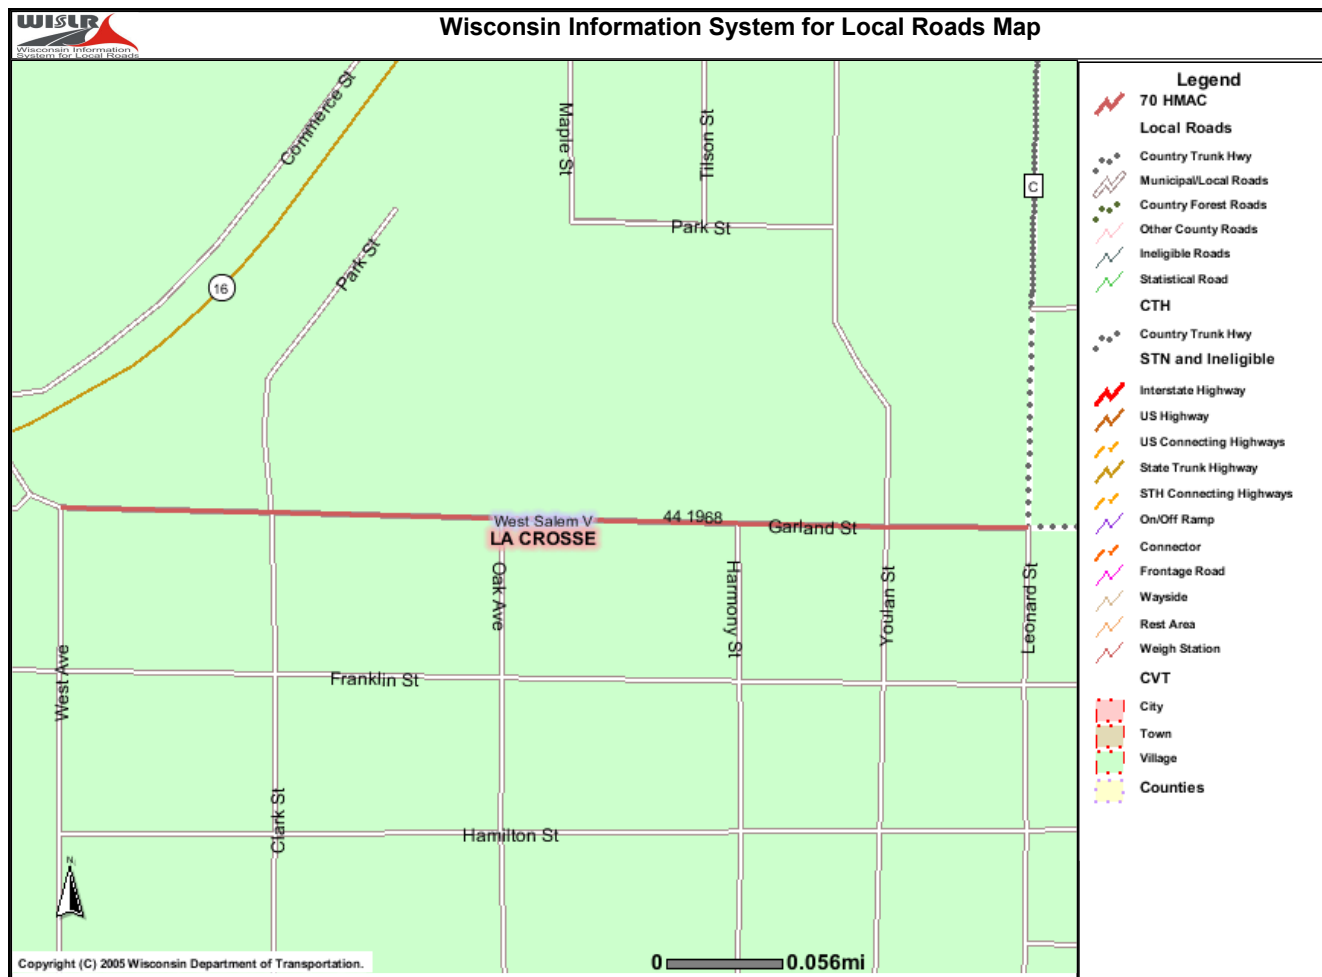 WISLR
Wisconsin Information
System for Local Roads
Wisconsin Information System for Local Roads Map
Commerce St
Maple St
Tilson St
C
Park St
Park St
16
West Salem V
44 1968
Garland St
LA CROSSE
Oak Ave
Harmony St
Youlan St
Leonard St
West Ave
Franklin St
Clark St
Hamilton St
N
Copyright (C) 2005 Wisconsin Department of Transportation.
0 0.056mi
Legend
70 HMAC
Local Roads
Country Trunk Hwy
Municipal/Local Roads
Country Forest Roads
Other County Roads
Ineligible Roads
Statistical Road
CTH
Country Trunk Hwy
STN and Ineligible
Interstate Highway
US Highway
US Connecting Highways
State Trunk Highway
STH Connecting Highways
On/Off Ramp
Connector
Frontage Road
Wayside
Rest Area
Weigh Station
CVT
City
Town
Village
Counties